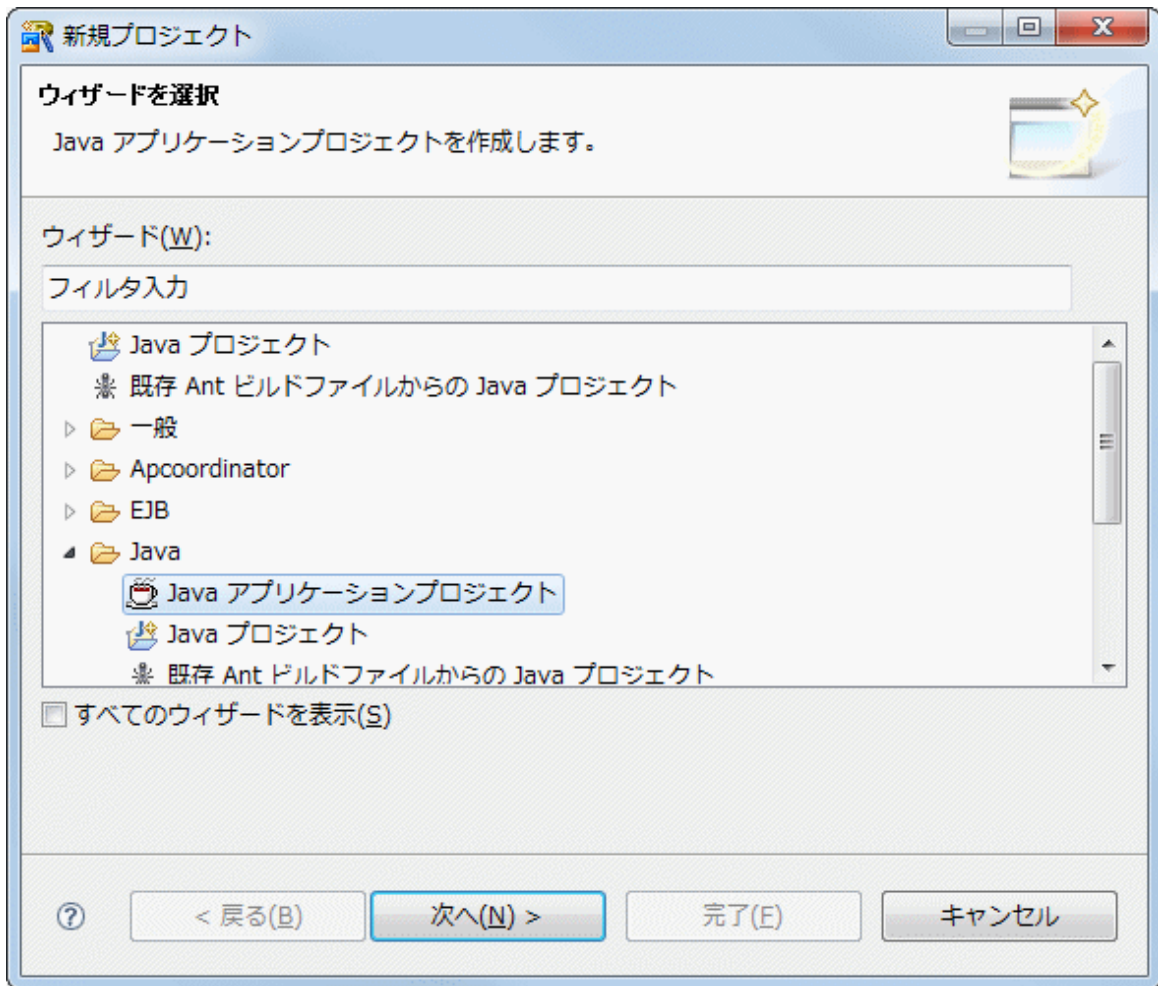 新規プロジェクト
ウィザードを選択
Java アプリケーションプロジェクトを作成します。
ウィザード(W):
フィルタ入力
Java プロジェクト
既存 Ant ビルドファイルからの Java プロジェクト
一般
Apcoordinator
EJB
Java
Java アプリケーションプロジェクト
Java プロジェクト
既存 Ant ビルドファイルからの Java プロジェクト
すべてのウィザードを表示(S)
< 戻る(B) 次へ(N) > 完了(F) キャンセル